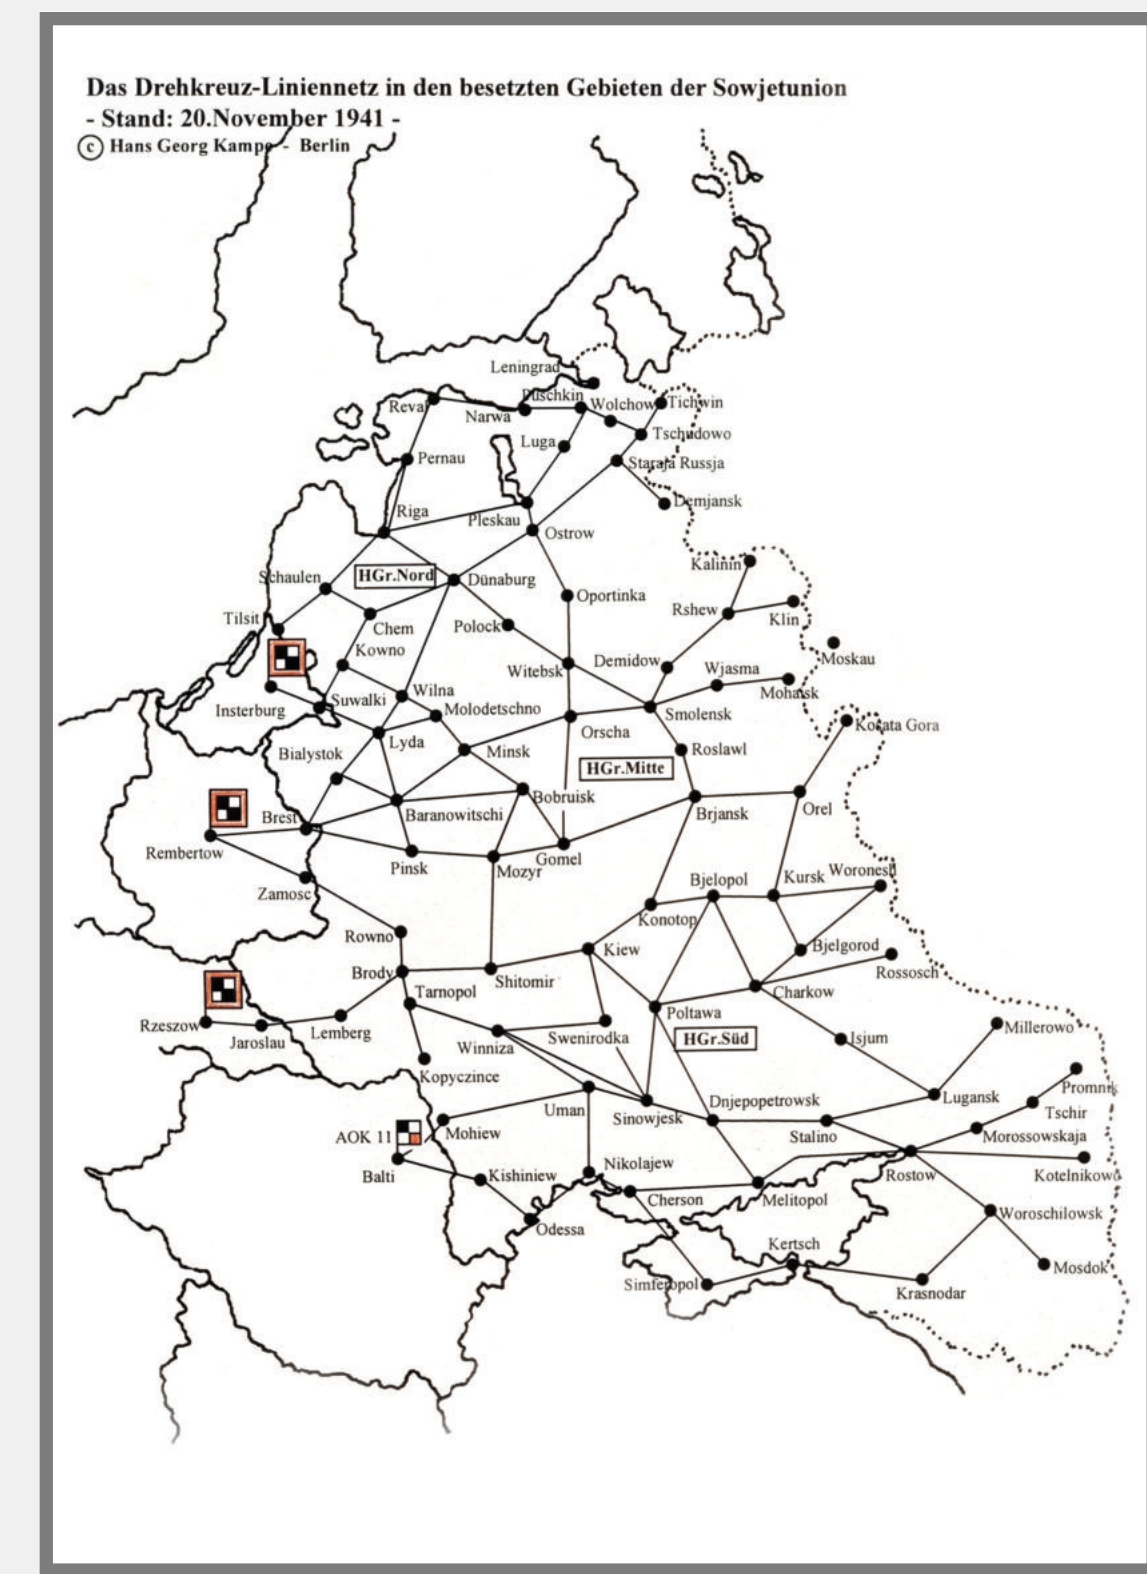 Das Drehkreuz-Liniennetz in den besetzten Gebieten der Sowjetunion
- Stand: 20.November 1941 -
© Hans Georg Kampe - Berlin
Leningrad
Puschkin
Reval
Narwa
Wolchow
Tichwin
Luga
Tschudowo
Pernau
Staraja Russja
Demjansk
Riga
Pleskau
Ostrow
Kalinin
Schaulen
HGr.Nord
Dünaburg
Oportinka
Rshew
Klin
Tilsit
Chem
Polock
Kowno
Witebsk
Demidow
Wjasma
Moskau
Insterburg
Suwalki
Wilna
Molodetschno
Mohaisk
Smolensk
Kosata Gora
Lyda
Orscha
Bialystok
Minsk
Roslawl
HGr.Mitte
Bobruisk
Brest
Baranowitschi
Brjansk
Orel
Rembertow
Pinsk
Mozyr
Gomel
Zamosc
Bjelopol
Kursk
Woronesh
Konotop
Rowno
Kiew
Bjelgorod
Brody
Shitomir
Rossosch
Tarnopol
Charkow
Rzeszow
Jaroslau
Lemberg
Winniza
Swenirodka
Poltawa
HGr.Süd
Isjum
Millerowo
Kopyczince
Promnik
Uman
Sinowjesk
Dnjepopetrowsk
Lugansk
Tschir
AOK 11
Mohiew
Stalino
Morossowskaja
Balti
Kishiniew
Nikolajew
Rostow
Kotelnikowo
Cherson
Melitopol
Odessa
Woroschilowsk
Kertsch
Simferopol
Krasnodar
Mosdok